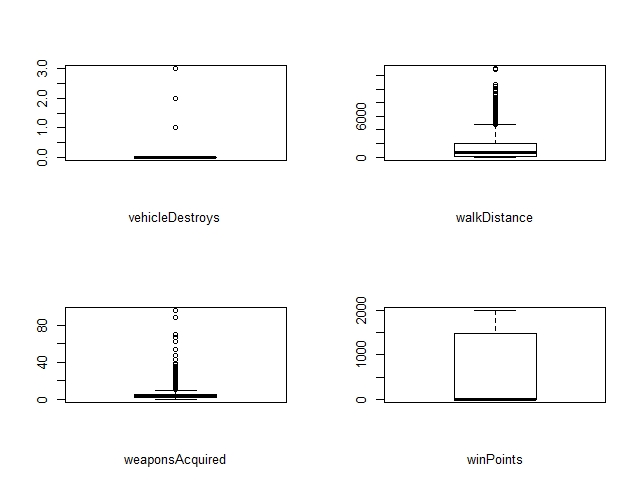 0.0 1.0 2.0 3.0
vehicleDestroys
0 6000
walkDistance
0 40 80
weaponsAcquired
0 1000 2000
winPoints